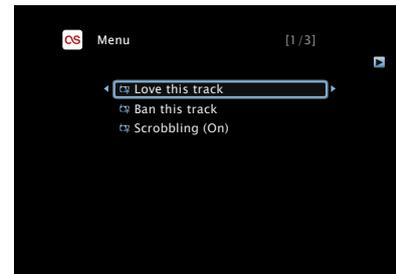 Menu [1/3]
Love this track
Ban this track
Scrobbling (On)